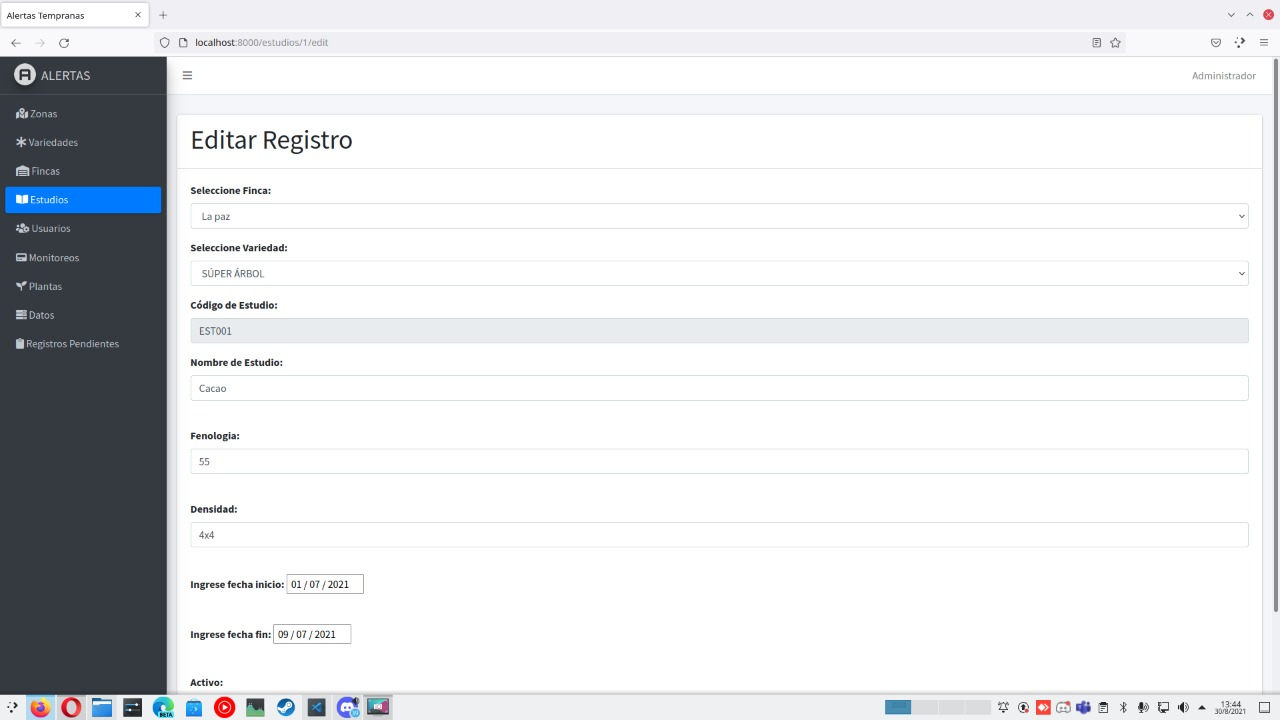 Alertas Tempranas
localhost:8000/estudios/1/edit
ALERTAS
Administrador
Zonas
Variedades
Fincas
Estudios
Usuarios
Monitoreos
Plantas
Datos
Registros Pendientes
Editar Registro
Seleccione Finca:
La paz
Seleccione Variedad:
SÚPER ÁRBOL
Código de Estudio:
EST001
Nombre de Estudio:
Cacao
Fenologia:
55
Densidad:
4x4
Ingrese fecha inicio: 01 / 07 / 2021
Ingrese fecha fin: 09 / 07 / 2021
Activo:
BETA
13:44
30/8/2021